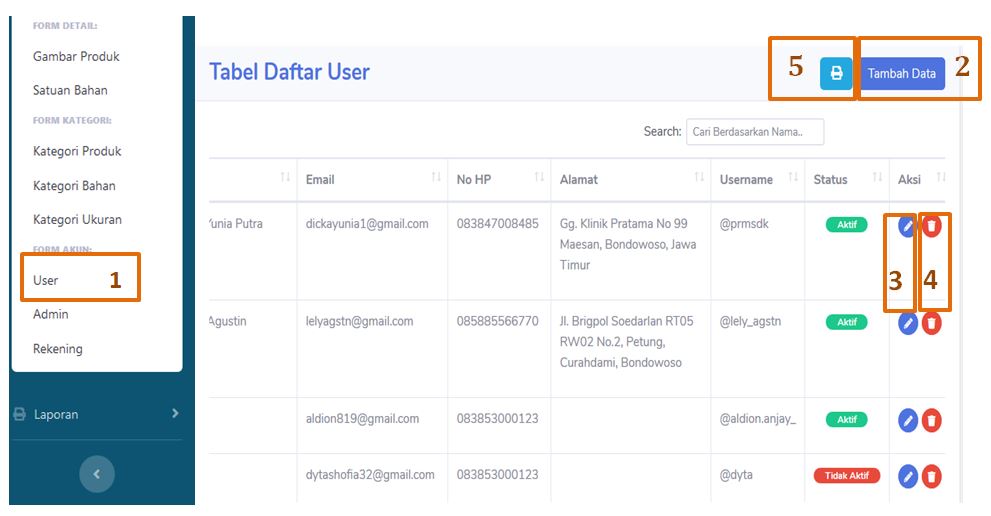 FORM DETAIL:
Gambar Produk
Satuan Bahan
FORM KATEGORI:
Kategori Produk
Kategori Bahan
Kategori Ukuran
FORM AKUN:
User 1
Admin
Rekening
Laporan
Tabel Daftar User
5
Tambah Data 2
Search: Cari Berdasarkan Nama..
Email No HP Alamat Username Status Aksi
Yunia Putra dickayunia1@gmail.com 083847008485 Gg. Klinik Pratama No 99 @prmsdk Aktif
Maesan, Bondowoso, Jawa
Timur
3 4
Agustin lelyagstn@gmail.com 085885566770 Jl. Brigpol Soedarlan RT05 @lely_agstn Aktif
RW02 No.2, Petung,
Curahdami, Bondowoso
aldion819@gmail.com 083853000123 @aldion.anjay_ Aktif
dytashofia32@gmail.com 083853000123 @dyta Tidak Aktif